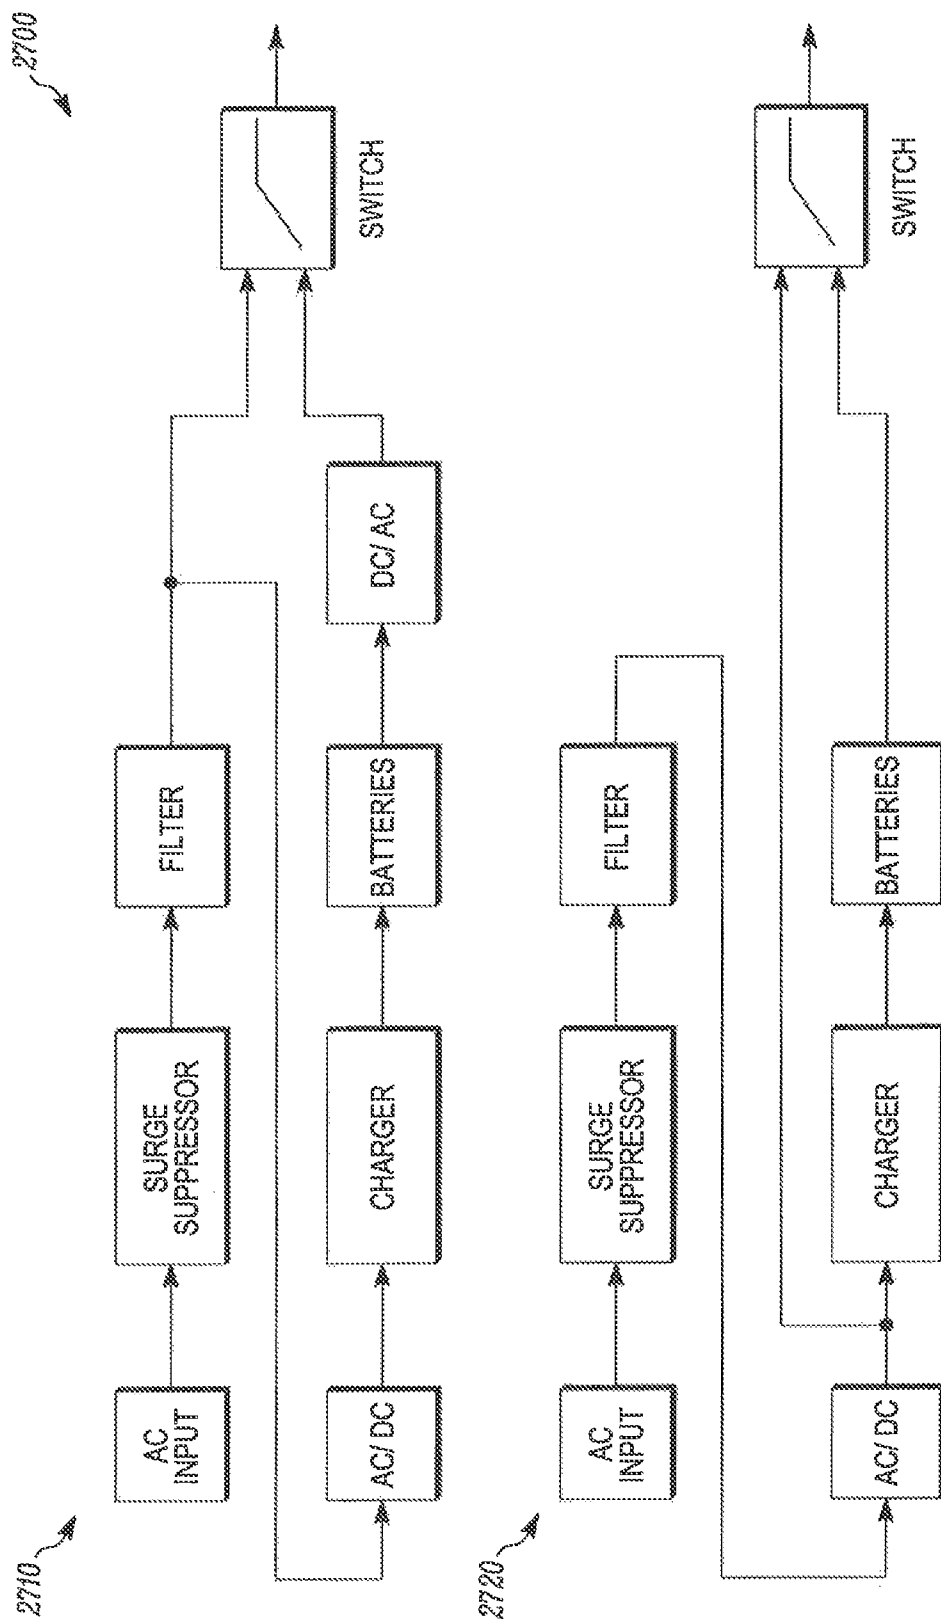 2700
2710
AC
INPUT
SURGE
SUPPRESSOR
FILTER
AC/DC
CHARGER
BATTERIES
DC/AC
SWITCH
2720
AC
INPUT
SURGE
SUPPRESSOR
FILTER
AC/DC
CHARGER
BATTERIES
SWITCH